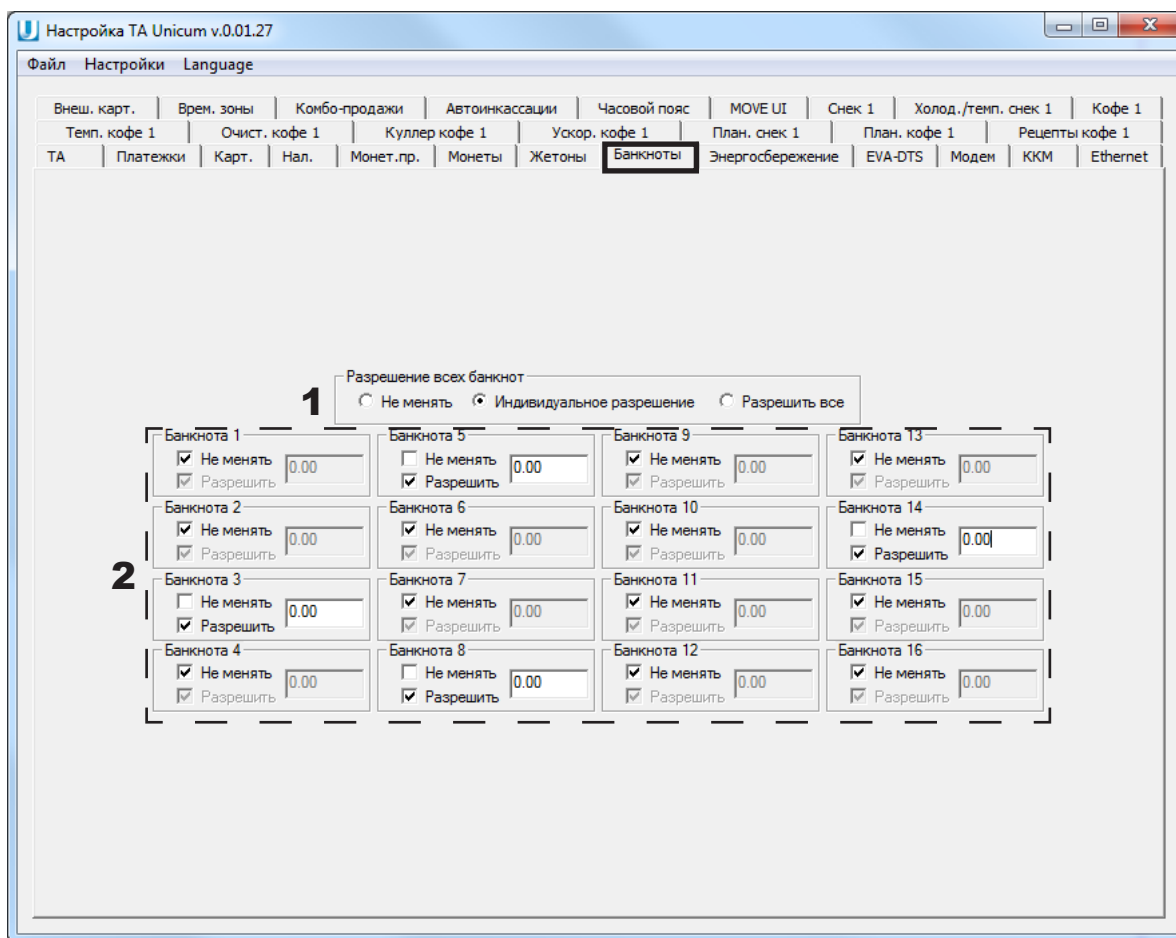 Настройка TA Unicum v.0.01.27
Файл Настройки Language
Внеш. карт. Врем. зоны Комбо-продажи Автоинкассации Часовой пояс MOVE UI Снек 1 Холод./темп. снек 1 Кофе 1
Темп. кофе 1 Очист. кофе 1 Куллер кофе 1 Ускор. кофе 1 План. снек 1 План. кофе 1 Рецепты кофе 1
ТА Платежки Карт. Нал. Монет.пр. Монеты Жетоны Банкноты Энергосбережение EVA-DTS Модем ККМ Ethernet
Разрешение всех банкнот
1 Не менять Индивидуальное разрешение Разрешить все
Банкнота 1 Банкнота 5 Банкнота 9 Банкнота 13
Не менять 0.00 Не менять 0.00 Не менять 0.00 Не менять 0.00
Разрешить Разрешить Разрешить Разрешить
Банкнота 2 Банкнота 6 Банкнота 10 Банкнота 14
Не менять 0.00 Не менять 0.00 Не менять 0.00 Не менять 0.00
Разрешить Разрешить Разрешить Разрешить
2 Банкнота 3 Банкнота 7 Банкнота 11 Банкнота 15
Не менять 0.00 Не менять 0.00 Не менять 0.00 Не менять 0.00
Разрешить Разрешить Разрешить Разрешить
Банкнота 4 Банкнота 8 Банкнота 12 Банкнота 16
Не менять 0.00 Не менять 0.00 Не менять 0.00 Не менять 0.00
Разрешить Разрешить Разрешить Разрешить